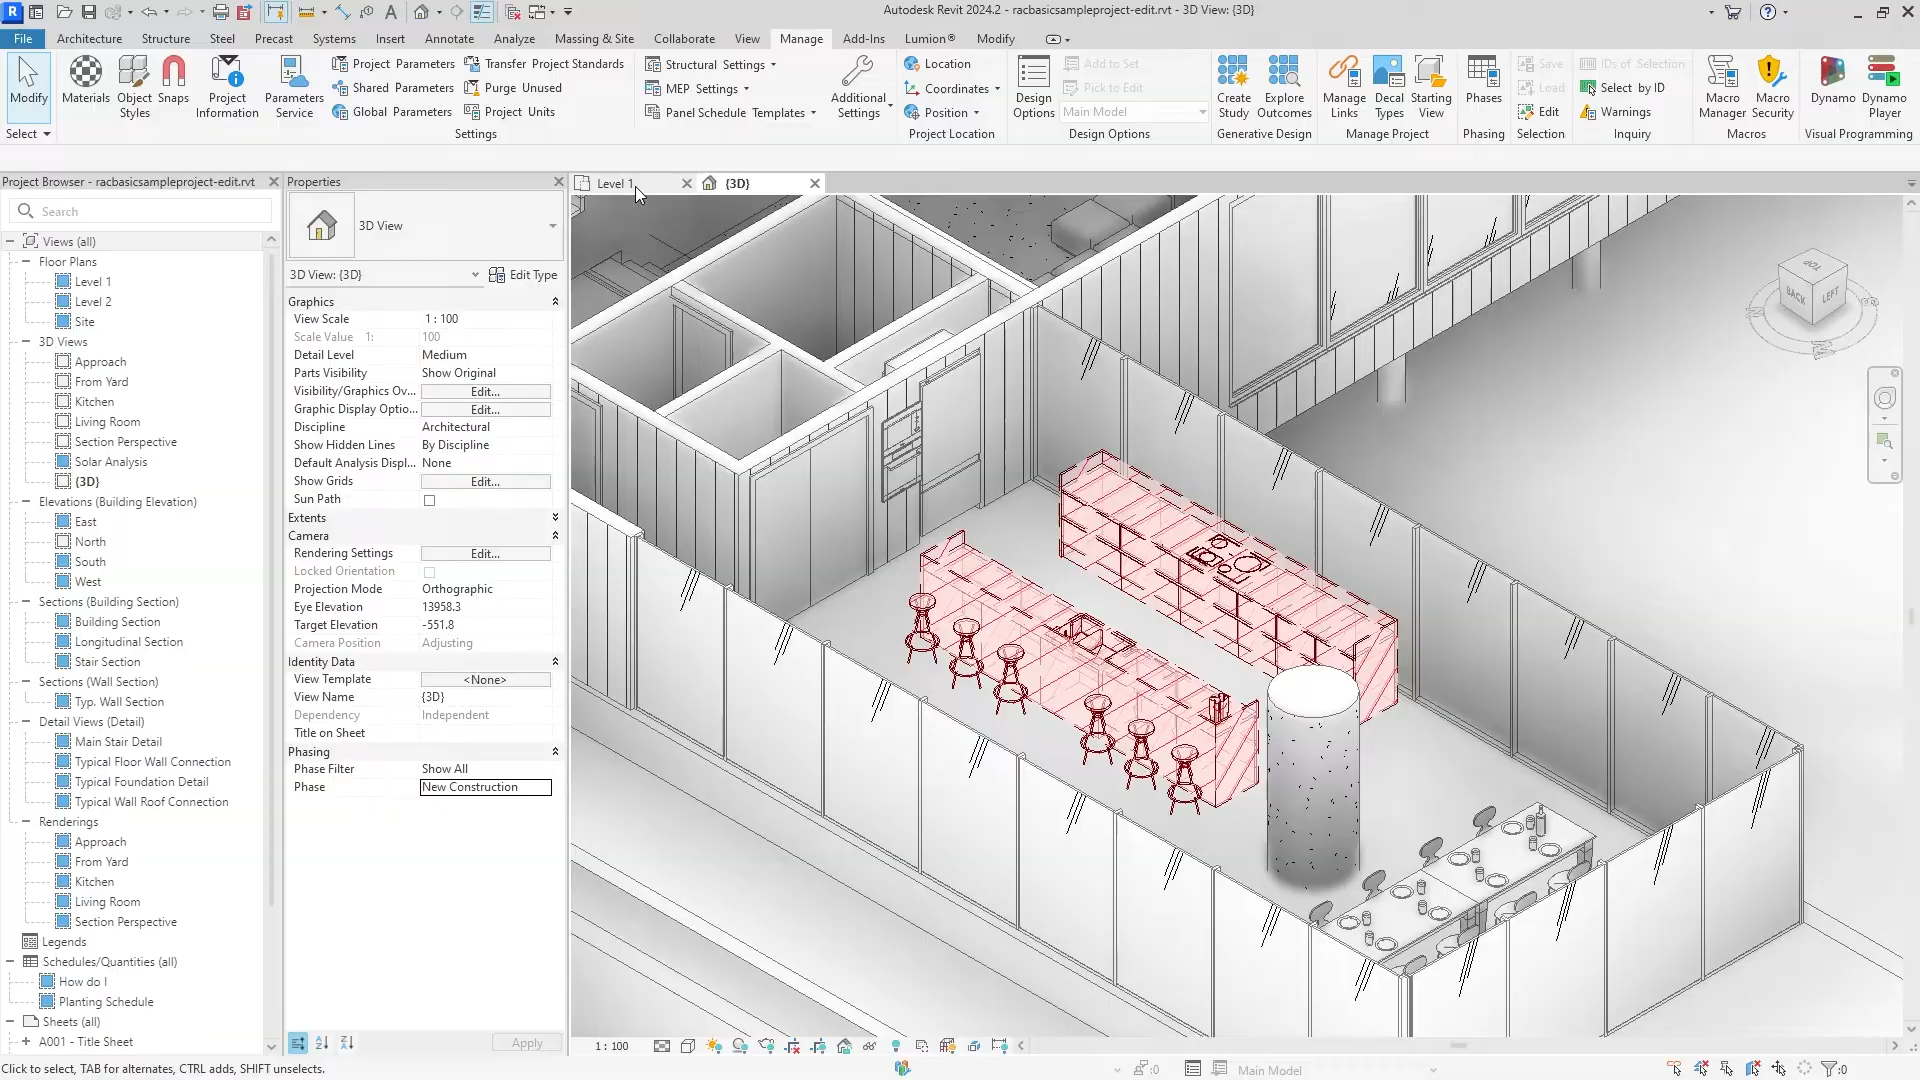 Autodesk Revit 2024.2 - racbasicsampleproject-edit.rvt - 3D View: {3D}
File Architecture Structure Steel Precast Systems Insert Annotate Analyze Massing & Site Collaborate View Manage Add-Ins Lumion® Modify
Modify
Select
Materials
Object Styles
Snaps
Project Information
Parameters Service
Project Parameters
Shared Parameters
Global Parameters
Transfer Project Standards
Purge Unused
Project Units
Settings
Structural Settings
MEP Settings
Panel Schedule Templates
Additional Settings
Location
Coordinates
Position
Project Location
Design Options
Add to Set
Pick to Edit
Main Model
Design Options
Create Study
Explore Outcomes
Generative Design
Manage Links
Decal Types
Starting View
Manage Project
Phases
Phasing
Save
Load
Edit
Selection
IDs of Selection
Select by ID
Warnings
Inquiry
Macro Manager
Macro Security
Macros
Dynamo
Dynamo Player
Visual Programming
Project Browser - racbasicsampleproject-edit.rvt
Search
Views (all)
Floor Plans
Level 1
Level 2
Site
3D Views
Approach
From Yard
Kitchen
Living Room
Section Perspective
Solar Analysis
{3D}
Elevations (Building Elevation)
East
North
South
West
Sections (Building Section)
Building Section
Longitudinal Section
Stair Section
Sections (Wall Section)
Typ. Wall Section
Detail Views (Detail)
Main Stair Detail
Typical Floor Wall Connection
Typical Foundation Detail
Typical Wall Roof Connection
Renderings
Approach
From Yard
Kitchen
Living Room
Section Perspective
Legends
Schedules/Quantities (all)
How do I
Planting Schedule
Sheets (all)
A001 - Title Sheet
Properties
3D View
3D View: {3D}
Edit Type
Graphics
View Scale 1 : 100
Scale Value 1: 100
Detail Level Medium
Parts Visibility Show Original
Visibility/Graphics Ov... Edit...
Graphic Display Optio... Edit...
Discipline Architectural
Show Hidden Lines By Discipline
Default Analysis Displ... None
Show Grids Edit...
Sun Path
Extents
Camera
Rendering Settings Edit...
Locked Orientation
Projection Mode Orthographic
Eye Elevation 13958.3
Target Elevation -551.8
Camera Position Adjusting
Identity Data
View Template <None>
View Name {3D}
Dependency Independent
Title on Sheet
Phasing
Phase Filter Show All
Phase New Construction
Apply
Level 1
{3D}
TOP
BACK
LEFT
1 : 100
Click to select, TAB for alternates, CTRL adds, SHIFT unselects.
:0
Main Model
:0